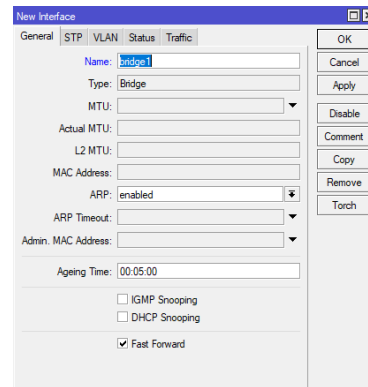 New Interface
General STP VLAN Status Traffic
OK
Name: bridge1
Cancel
Type: Bridge
Apply
MTU:
Disable
Actual MTU:
Comment
L2 MTU:
Copy
MAC Address:
Remove
ARP: enabled
Torch
ARP Timeout:
Admin. MAC Address:
Ageing Time: 00:05:00
IGMP Snooping
DHCP Snooping
Fast Forward